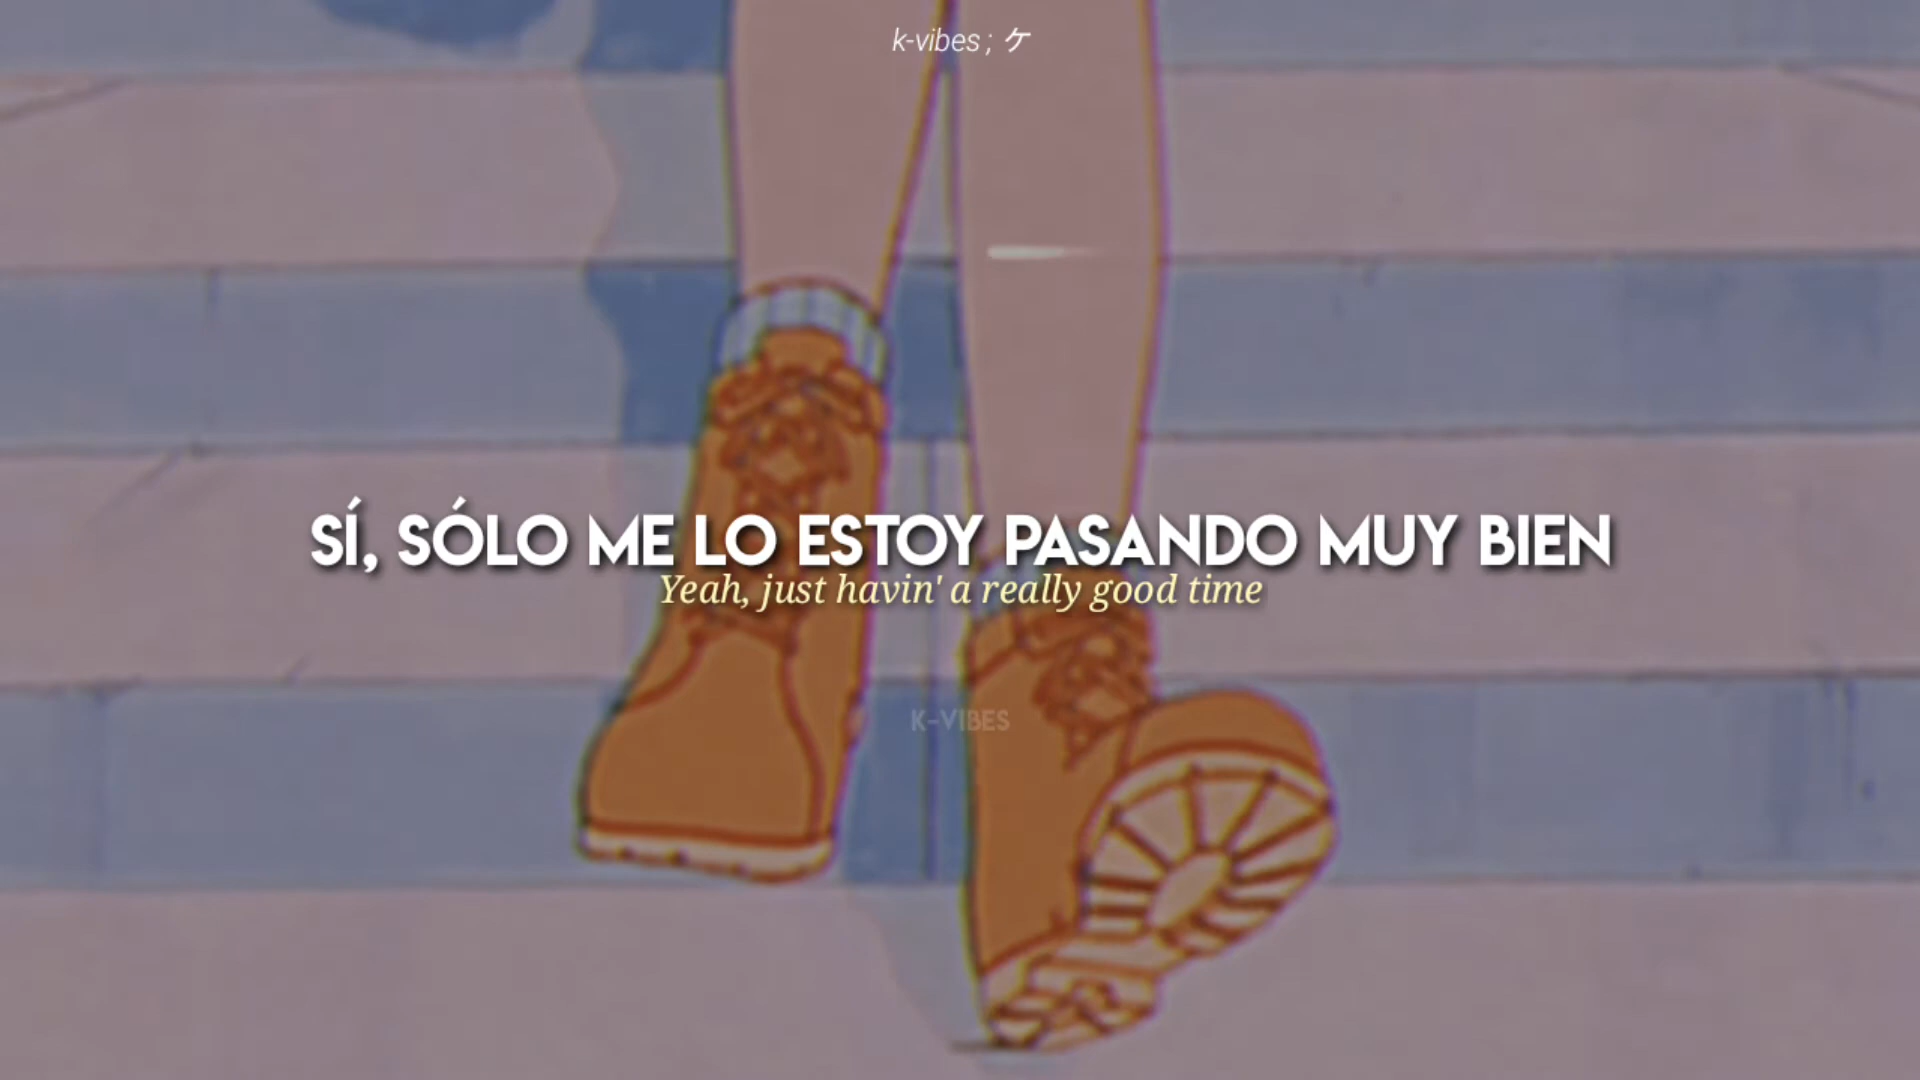 k-vibes ; ケ
SÍ, SÓLO ME LO ESTOY PASANDO MUY BIEN
Yeah, just havin' a really good time
K-VIBES